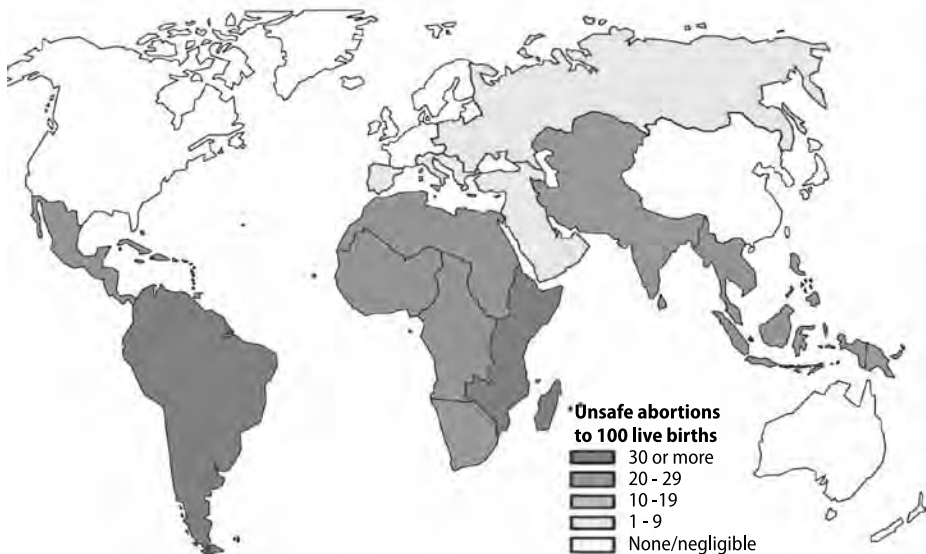 Unsafe abortions
to 100 live births
30 or more
20 - 29
10 -19
1 - 9
None/negligible